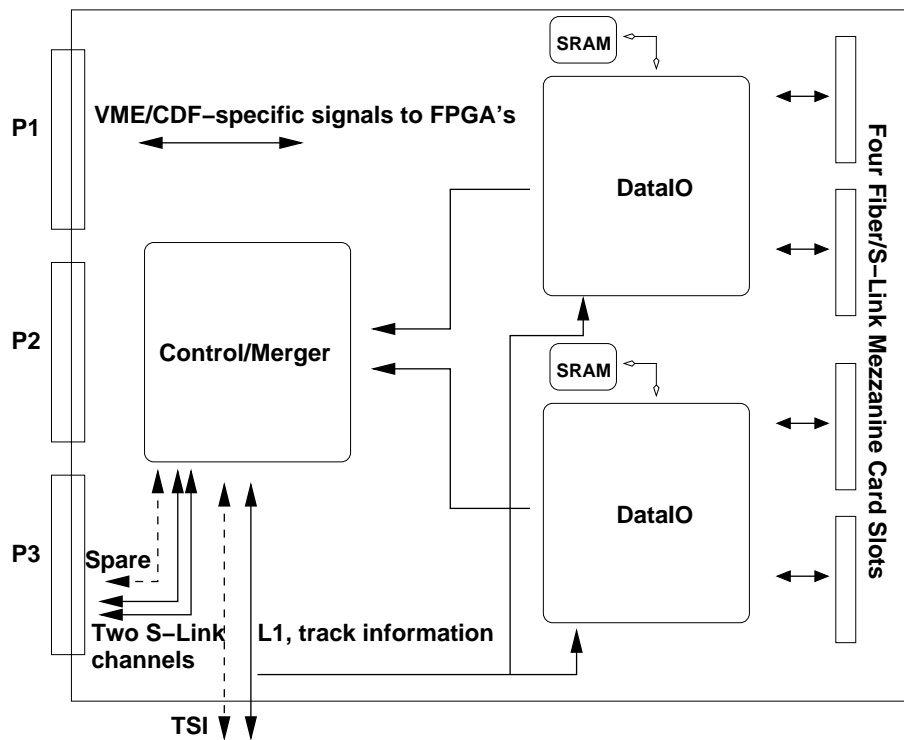 SRAM
P1
VME/CDF−specific signals to FPGA's
DataIO
Four Fiber/S−Link Mezzanine Card Slots
P2
Control/Merger
SRAM
P3
DataIO
Spare
Two S−Link
channels
L1, track information
TSI